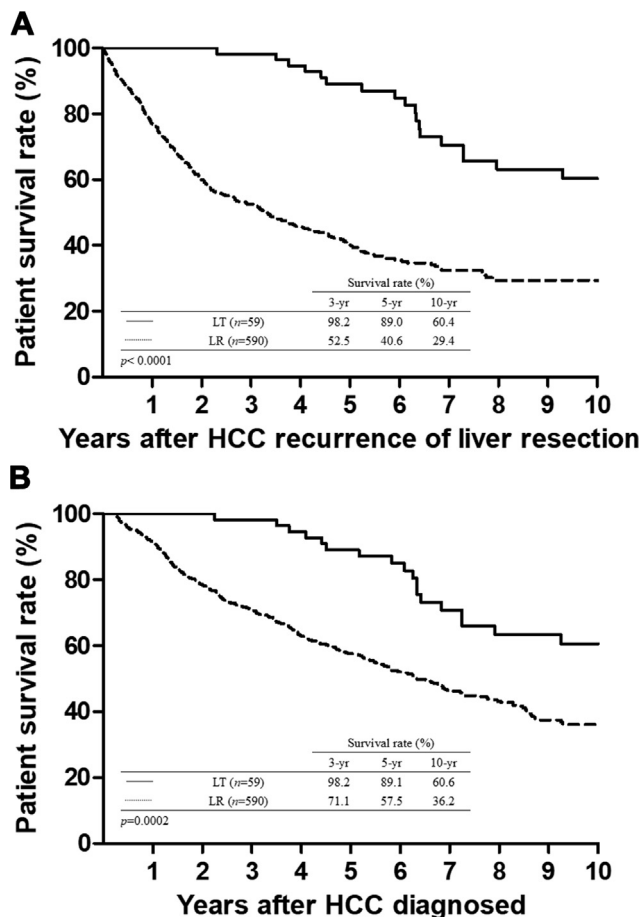 A
Patient survival rate (%)
100
80
60
40
20
0
Survival rate (%)
3-yr 5-yr 10-yr
LT (n=59) 98.2 89.0 60.4
LR (n=590) 52.5 40.6 29.4
p< 0.0001
1 2 3 4 5 6 7 8 9 10
Years after HCC recurrence of liver resection
B
Patient survival rate (%)
100
80
60
40
20
0
Survival rate (%)
3-yr 5-yr 10-yr
LT (n=59) 98.2 89.1 60.6
LR (n=590) 71.1 57.5 36.2
p=0.0002
1 2 3 4 5 6 7 8 9 10
Years after HCC diagnosed